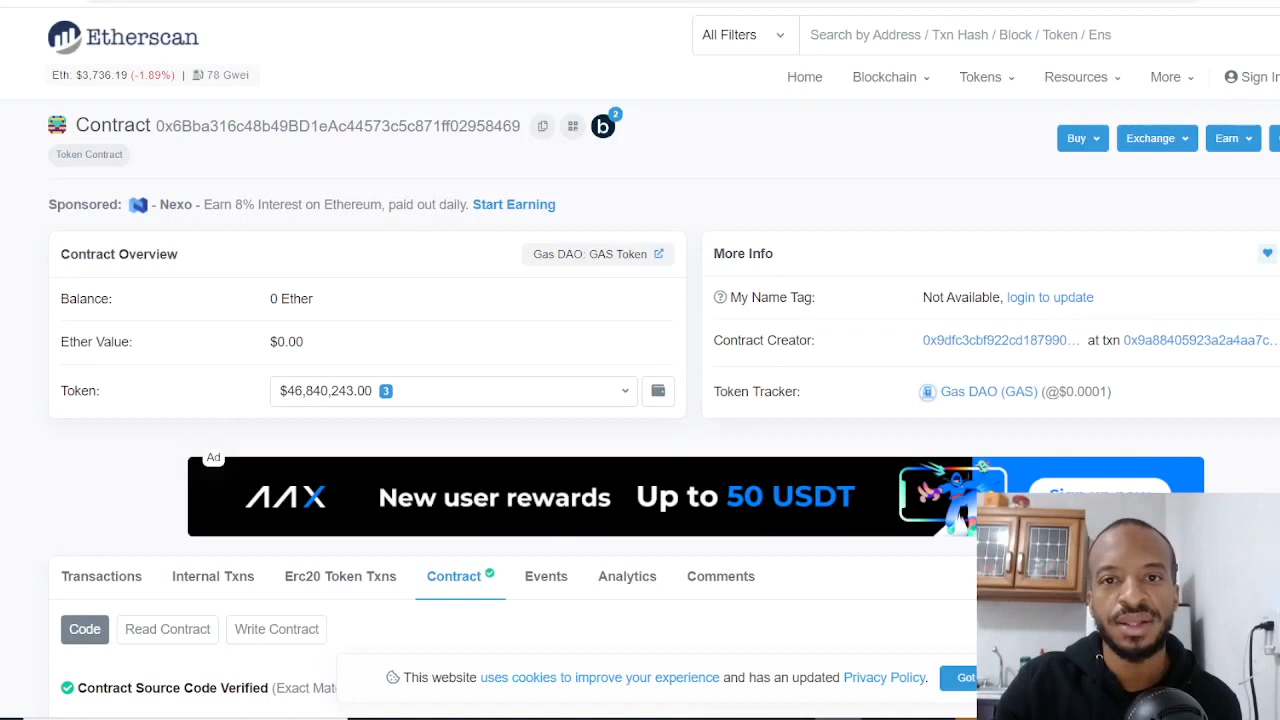 Etherscan
All Filters
Search by Address / Txn Hash / Block / Token / Ens
Eth: $3,736.19 (-1.89%) | 78 Gwei
Home Blockchain Tokens Resources More Sign In
Contract 0x6Bba316c48b49BD1eAc44573c5c871ff02958469
b 2
Token Contract
Buy Exchange Earn
Sponsored: - Nexo - Earn 8% Interest on Ethereum, paid out daily. Start Earning
Contract Overview
Gas DAO: GAS Token
Balance: 0 Ether
Ether Value: $0.00
Token: $46,840,243.00 3
More Info
My Name Tag: Not Available, login to update
Contract Creator: 0x9dfc3cbf922cd187990... at txn 0x9a88405923a2a4aa7c...
Token Tracker: Gas DAO (GAS) (@$0.0001)
Ad
AAX New user rewards Up to 50 USDT
Transactions Internal Txns Erc20 Token Txns Contract Events Analytics Comments
Code Read Contract Write Contract
Contract Source Code Verified (Exact Mat
This website uses cookies to improve your experience and has an updated Privacy Policy.
Got